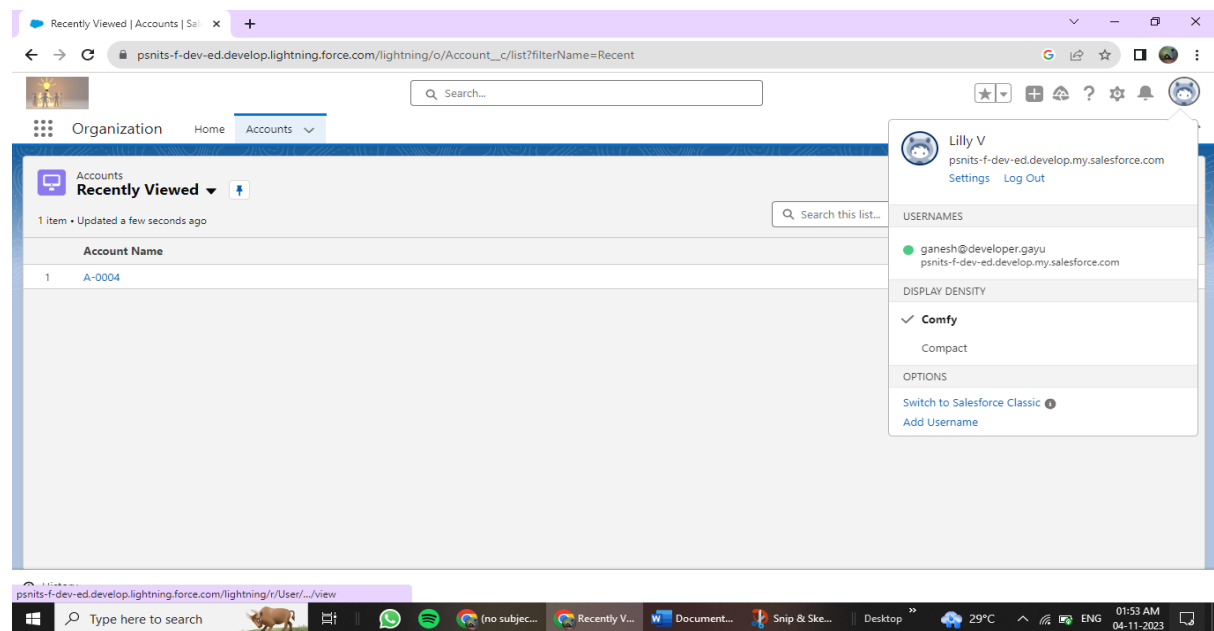 Recently Viewed | Accounts | Sal
psnits-f-dev-ed.develop.lightning.force.com/lightning/o/Account__c/list?filterName=Recent
Search...
Organization Home Accounts
Lilly V
psnits-f-dev-ed.develop.my.salesforce.com
Settings Log Out
Accounts
Recently Viewed
1 item • Updated a few seconds ago
Search this list...
USERNAMES
Account Name
ganesh@developer.gayu
psnits-f-dev-ed.develop.my.salesforce.com
1 A-0004
DISPLAY DENSITY
Comfy
Compact
OPTIONS
Switch to Salesforce Classic
Add Username
psnits-f-dev-ed.develop.lightning.force.com/lightning/r/User/.../view
Type here to search (no subjec... Recently V... Document... Snip & Ske... Desktop 29°C ENG 01:53 AM
04-11-2023